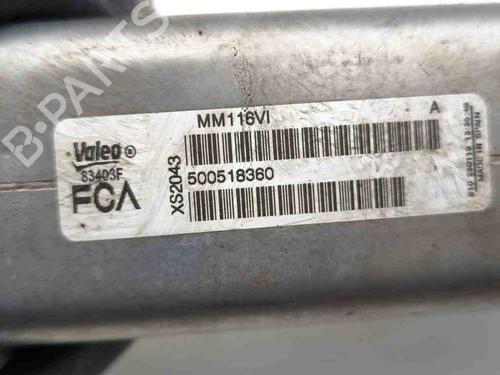 B-PARTS
MM116VI
A
Valeo
83403F
FCA
XS2043
500518360
MADE IN SPAIN